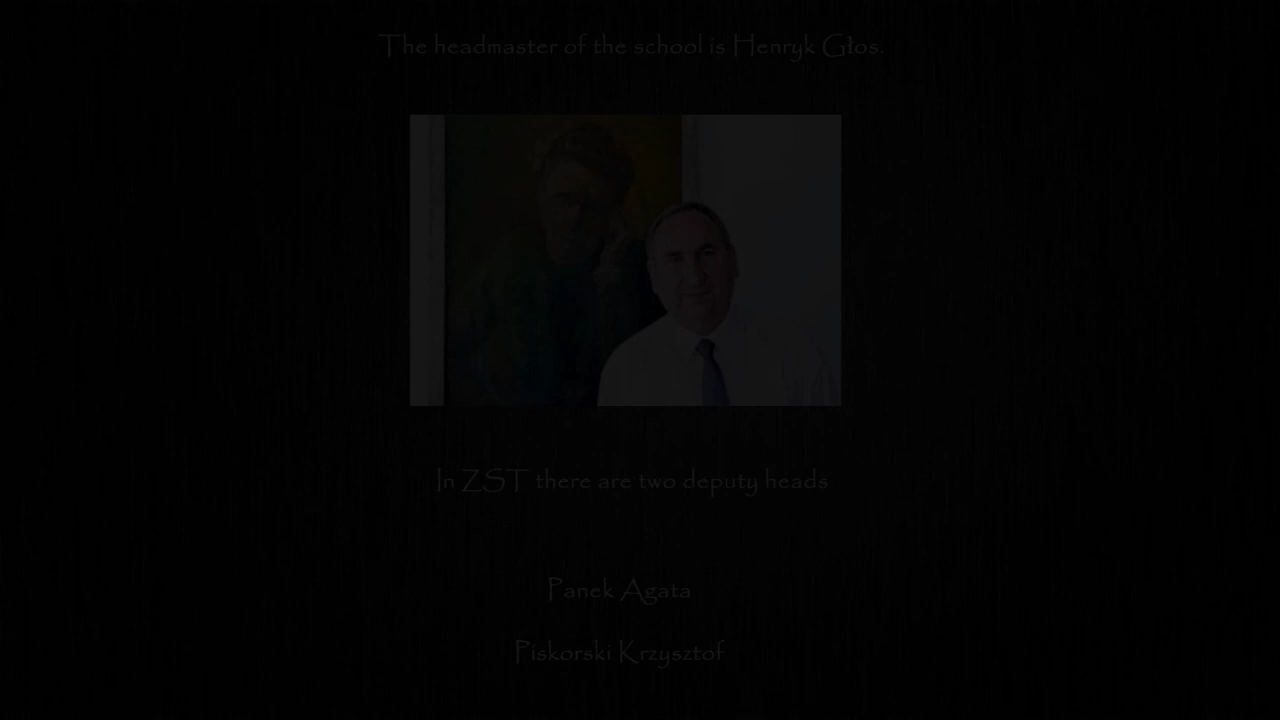 The headmaster of the school is Henryk Głos.
In ZST there are two deputy heads
Panek Agata
Piskorski Krzysztof